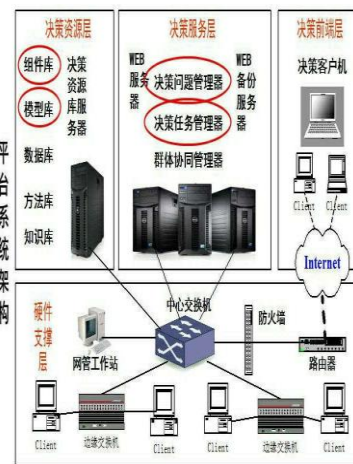 平台系统架构
决策资源层
组件库
模型库
数据库
方法库
知识库
决策资源库服务器
决策服务层
WEB服务器
决策问题管理器
决策任务管理器
群体协同管理器
WEB备份服务器
决策前端层
决策客户机
Client
Client
Internet
硬件支撑层
中心交换机
防火墙
网管工作站
路由器
Client
边缘交换机
Client
Client
边缘交换机
Client